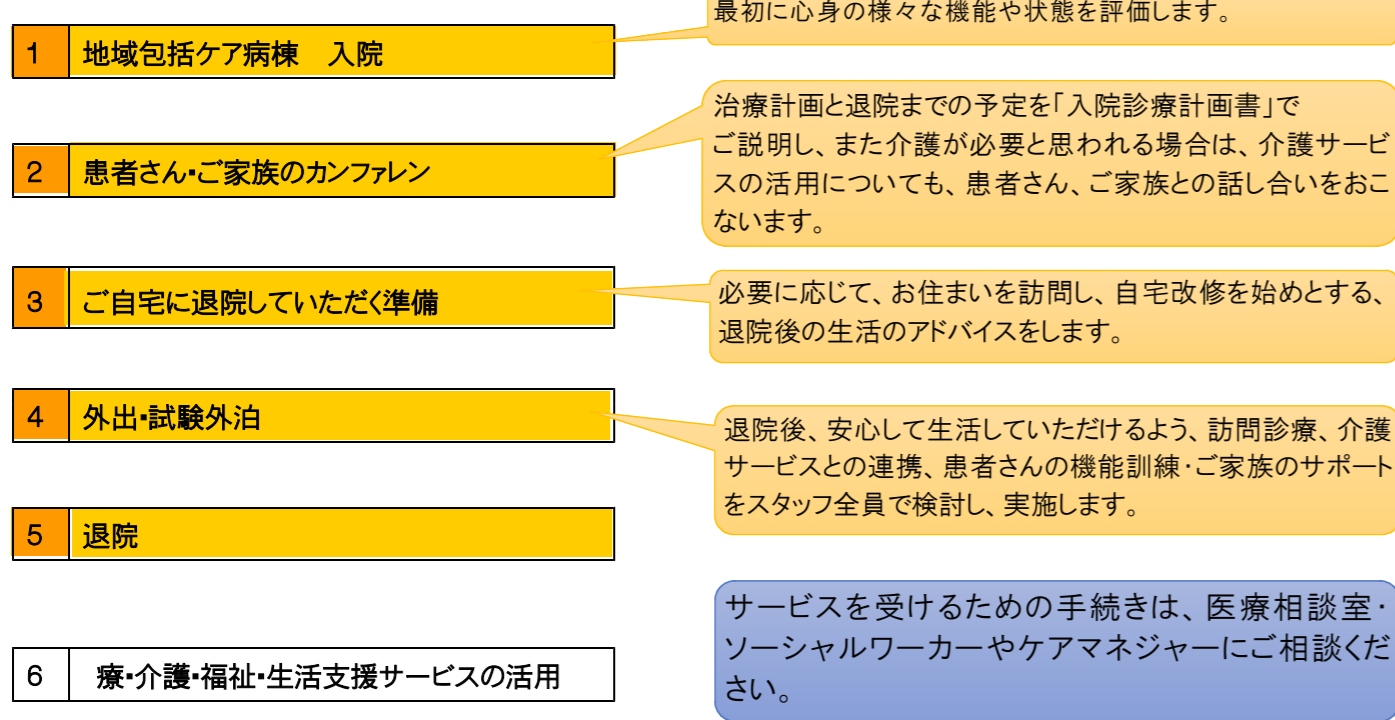 最初に心身の様々な機能や状態を評価します。
1 地域包括ケア病棟　入院
治療計画と退院までの予定を「入院診療計画書」で
ご説明し、また介護が必要と思われる場合は、介護サービ
スの活用についても、患者さん、ご家族との話し合いをおこ
ないます。
2 患者さん・ご家族のカンファレン
3 ご自宅に退院していただく準備
必要に応じて、お住まいを訪問し、自宅改修を始めとする、
退院後の生活のアドバイスをします。
4 外出・試験外泊
退院後、安心して生活していただけるよう、訪問診療、介護
サービスとの連携、患者さんの機能訓練・ご家族のサポート
をスタッフ全員で検討し、実施します。
5 退院
サービスを受けるための手続きは、医療相談室・
ソーシャルワーカーやケアマネジャーにご相談くだ
さい。
6 療・介護・福祉・生活支援サービスの活用